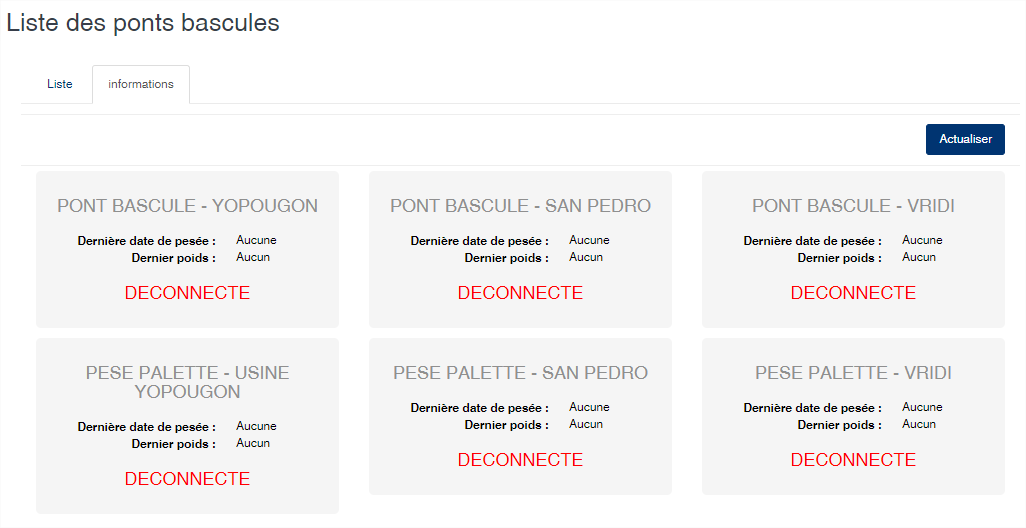 Liste des ponts bascules
Liste
informations
Actualiser
PONT BASCULE - YOPOUGON
Dernière date de pesée : Aucune
Dernier poids : Aucun
DECONNECTE
PONT BASCULE - SAN PEDRO
Dernière date de pesée : Aucune
Dernier poids : Aucun
DECONNECTE
PONT BASCULE - VRIDI
Dernière date de pesée : Aucune
Dernier poids : Aucun
DECONNECTE
PESE PALETTE - USINE
YOPOUGON
Dernière date de pesée : Aucune
Dernier poids : Aucun
DECONNECTE
PESE PALETTE - SAN PEDRO
Dernière date de pesée : Aucune
Dernier poids : Aucun
DECONNECTE
PESE PALETTE - VRIDI
Dernière date de pesée : Aucune
Dernier poids : Aucun
DECONNECTE